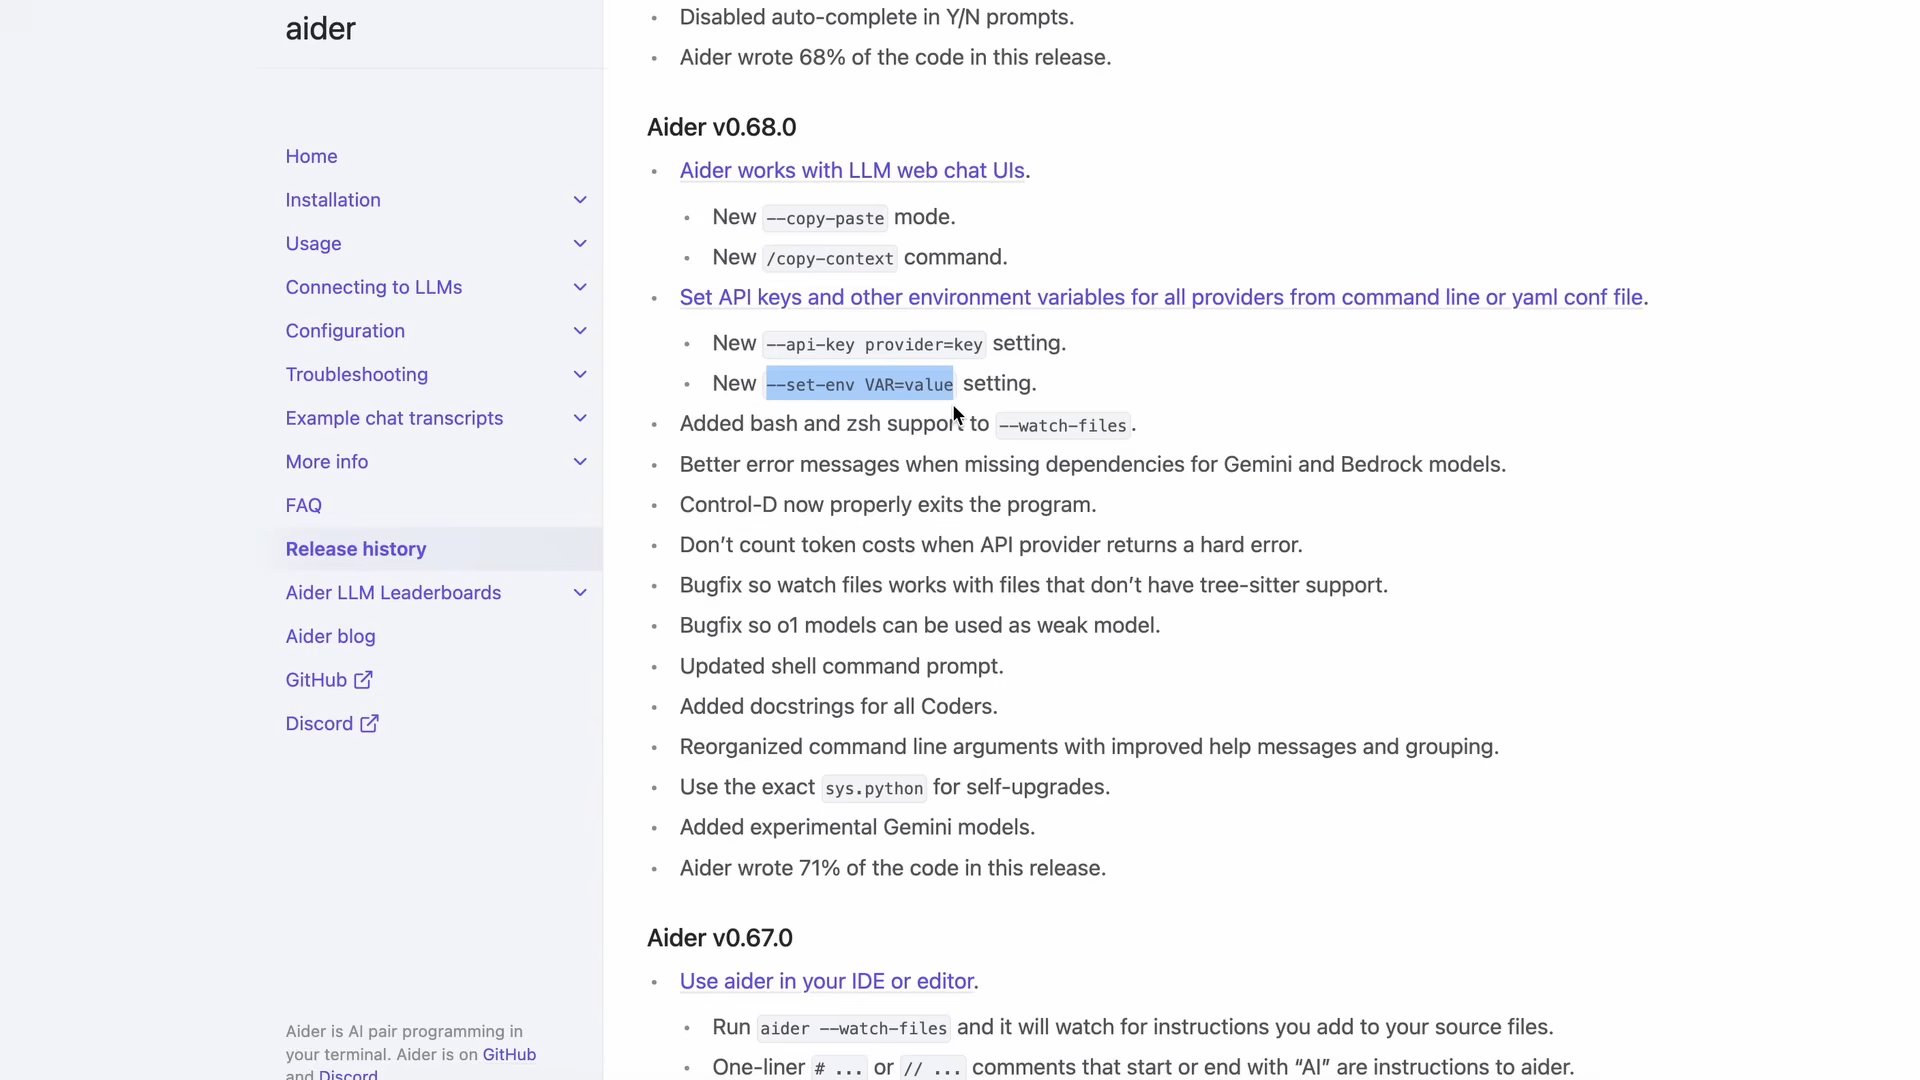 aider
Home
Installation
Usage
Connecting to LLMs
Configuration
Troubleshooting
Example chat transcripts
More info
FAQ
Release history
Aider LLM Leaderboards
Aider blog
GitHub
Discord
Aider is AI pair programming in
your terminal. Aider is on GitHub
and Discord.
Disabled auto-complete in Y/N prompts.
Aider wrote 68% of the code in this release.
Aider v0.68.0
Aider works with LLM web chat UIs.
New --copy-paste mode.
New /copy-context command.
Set API keys and other environment variables for all providers from command line or yaml conf file.
New --api-key provider=key setting.
New --set-env VAR=value setting.
Added bash and zsh support to --watch-files.
Better error messages when missing dependencies for Gemini and Bedrock models.
Control-D now properly exits the program.
Don’t count token costs when API provider returns a hard error.
Bugfix so watch files works with files that don’t have tree-sitter support.
Bugfix so o1 models can be used as weak model.
Updated shell command prompt.
Added docstrings for all Coders.
Reorganized command line arguments with improved help messages and grouping.
Use the exact sys.python for self-upgrades.
Added experimental Gemini models.
Aider wrote 71% of the code in this release.
Aider v0.67.0
Use aider in your IDE or editor.
Run aider --watch-files and it will watch for instructions you add to your source files.
One-liner # ... or // ... comments that start or end with “AI” are instructions to aider.